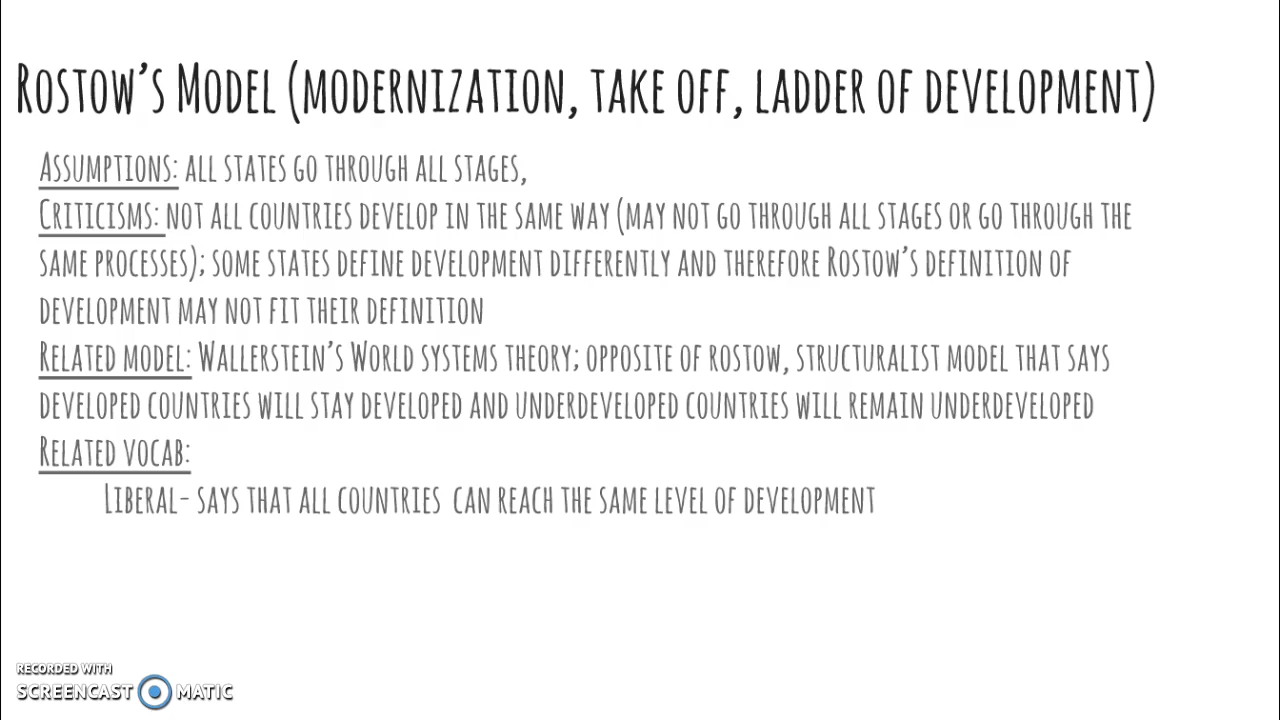 Rostow's Model (modernization, take off, ladder of development)
Assumptions: all states go through all stages,
Criticisms: not all countries develop in the same way (may not go through all stages or go through the
same processes); some states define development differently and therefore Rostow's definition of
development may not fit their definition
Related model: Wallerstein's World systems theory; opposite of rostow, structuralist model that says
developed countries will stay developed and underdeveloped countries will remain underdeveloped
Related vocab:
Liberal- says that all countries can reach the same level of development
RECORDED WITH
SCREENCAST MATIC